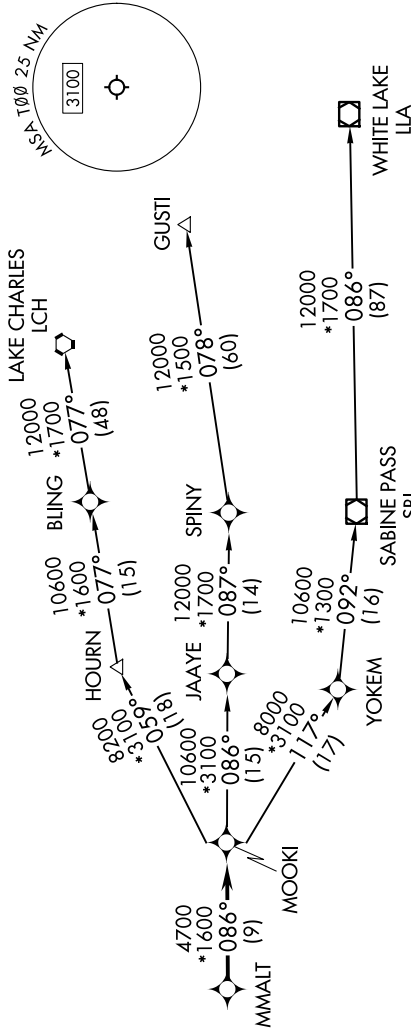 MSA TØØ 25 NM
3100
LAKE CHARLES
LCH
12000
*1700
077°
(48)
BLING
10600
*1600
077°
(15)
HOURN
8200
*3100
059°
(18)
GUSTI
12000
*1500
078°
(60)
SPINY
12000
*1700
087°
(14)
JAAYE
10600
*3100
086°
(15)
MOOKI
4700
*1600
086°
(9)
MMALT
8000
*3100
117°
(17)
YOKEM
10600
*1300
092°
(16)
SABINE PASS
12000
*1700
086°
(87)
WHITE LAKE
LLA